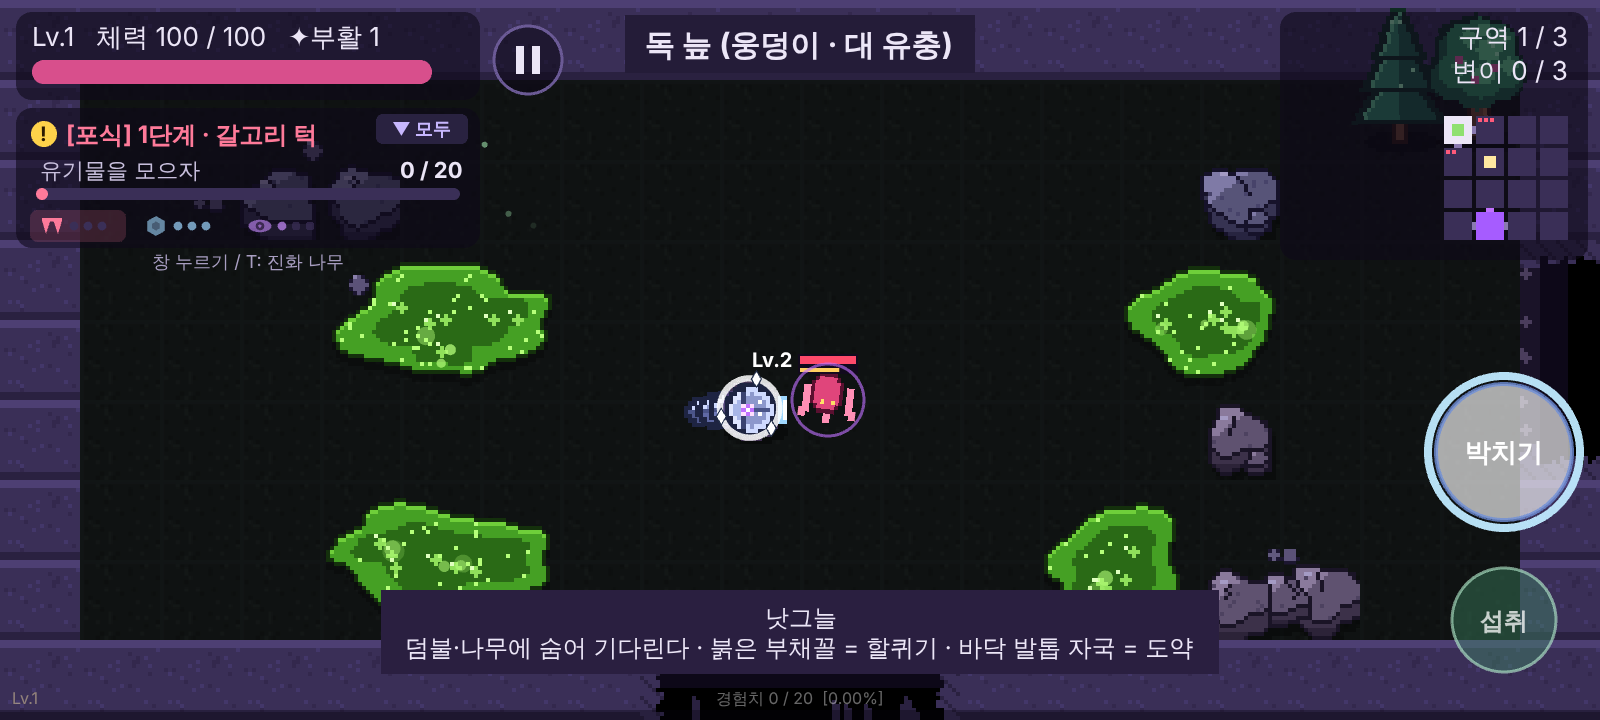 Lv.1 체력 100 / 100 ✦부활 1
독 늪 (웅덩이 · 대 유충)
구역 1 / 3
변이 0 / 3
[포식] 1단계 · 갈고리 턱
▼ 모두
유기물을 모으자 0 / 20
창 누르기 / T: 진화 나무
Lv.2
박치기
섭취
낫그늘
덤불·나무에 숨어 기다린다 · 붉은 부채꼴 = 할퀴기 · 바닥 발톱 자국 = 도약
Lv.1
경험치 0 / 20 [0.00%]